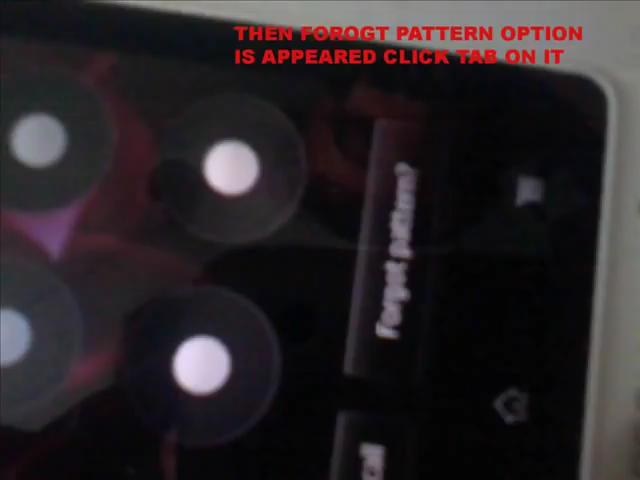 THEN FOROGT PATTERN OPTION
IS APPEARED CLICK TAB ON IT
Forgot pattern?